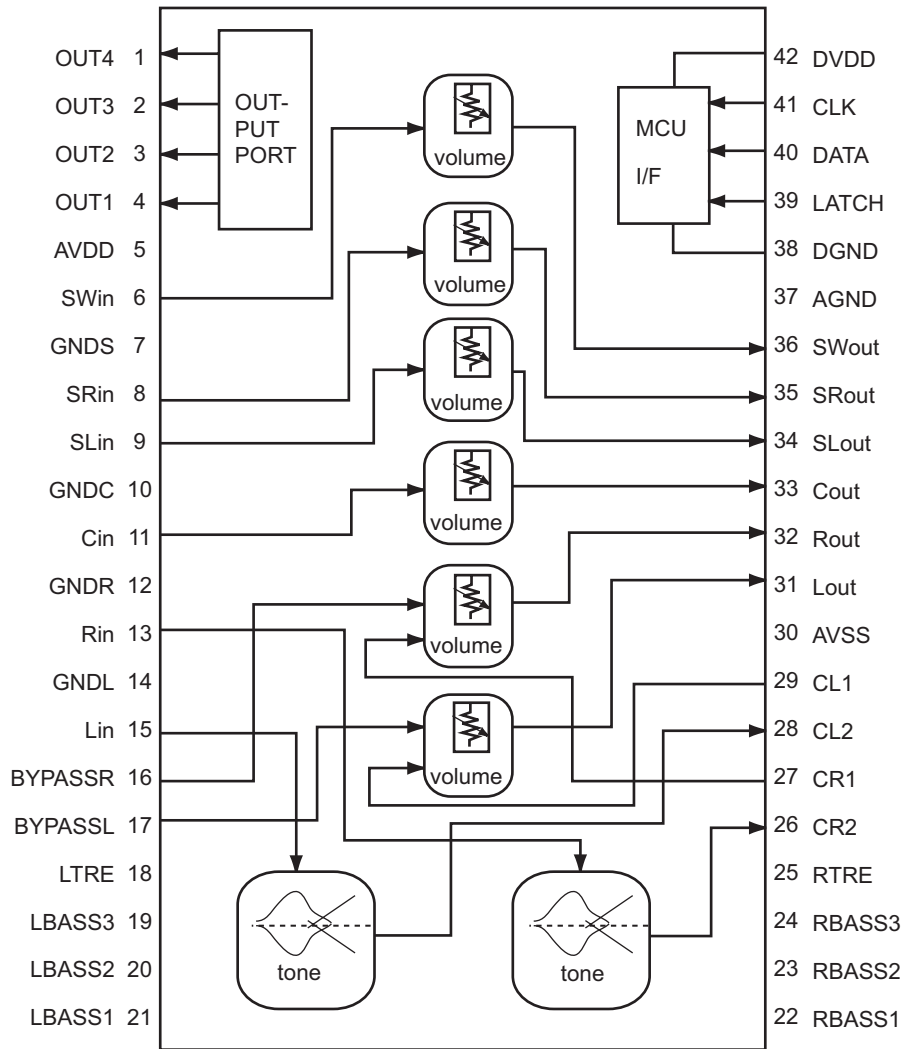 OUT4 1
OUT3 2
OUT2 3
OUT1 4
AVDD 5
SWin 6
GNDS 7
SRin 8
SLin 9
GNDC 10
Cin 11
GNDR 12
Rin 13
GNDL 14
Lin 15
BYPASSR 16
BYPASSL 17
LTRE 18
LBASS3 19
LBASS2 20
LBASS1 21
OUT-
PUT
PORT
volume
volume
volume
volume
volume
volume
tone
tone
MCU
I/F
42 DVDD
41 CLK
40 DATA
39 LATCH
38 DGND
37 AGND
36 SWout
35 SRout
34 SLout
33 Cout
32 Rout
31 Lout
30 AVSS
29 CL1
28 CL2
27 CR1
26 CR2
25 RTRE
24 RBASS3
23 RBASS2
22 RBASS1